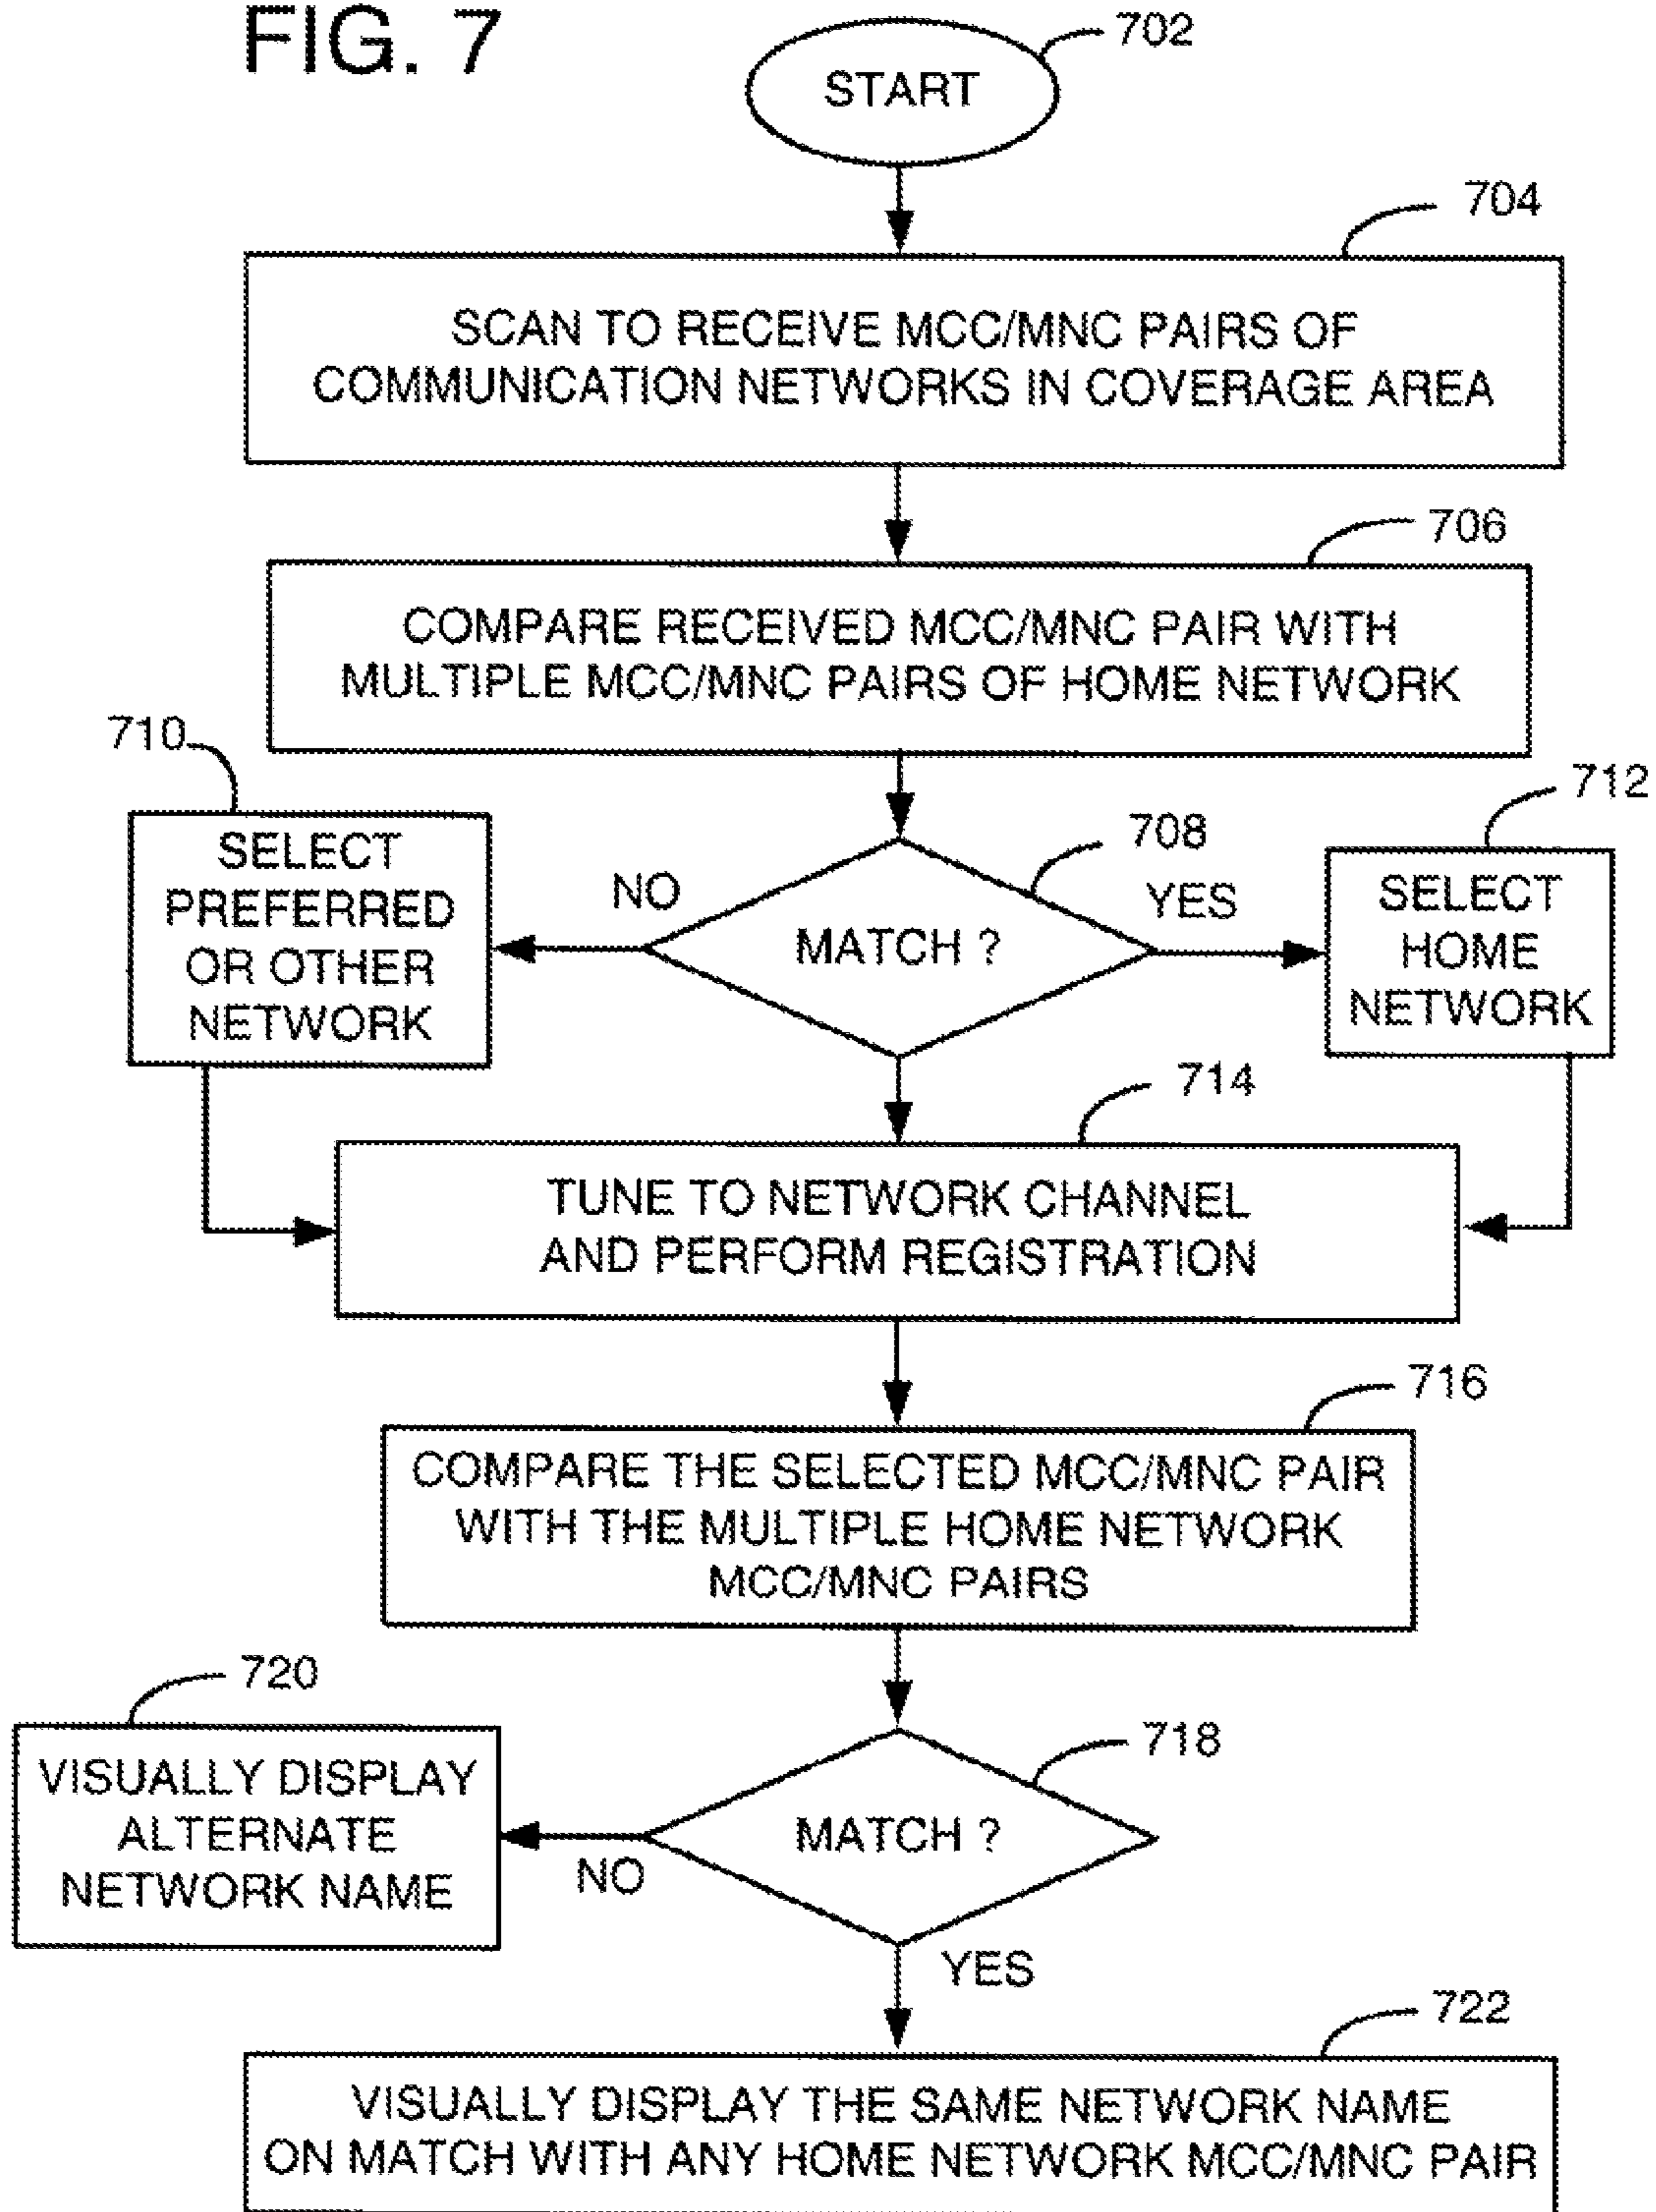 FIG. 7
702
START
704
SCAN TO RECEIVE MCC/MNC PAIRS OF
COMMUNICATION NETWORKS IN COVERAGE AREA
706
COMPARE RECEIVED MCC/MNC PAIR WITH
MULTIPLE MCC/MNC PAIRS OF HOME NETWORK
710
SELECT
PREFERRED
OR OTHER
NETWORK
NO
708
MATCH ?
YES
712
SELECT
HOME
NETWORK
714
TUNE TO NETWORK CHANNEL
AND PERFORM REGISTRATION
716
COMPARE THE SELECTED MCC/MNC PAIR
WITH THE MULTIPLE HOME NETWORK
MCC/MNC PAIRS
720
VISUALLY DISPLAY
ALTERNATE
NETWORK NAME
NO
718
MATCH ?
YES
722
VISUALLY DISPLAY THE SAME NETWORK NAME
ON MATCH WITH ANY HOME NETWORK MCC/MNC PAIR